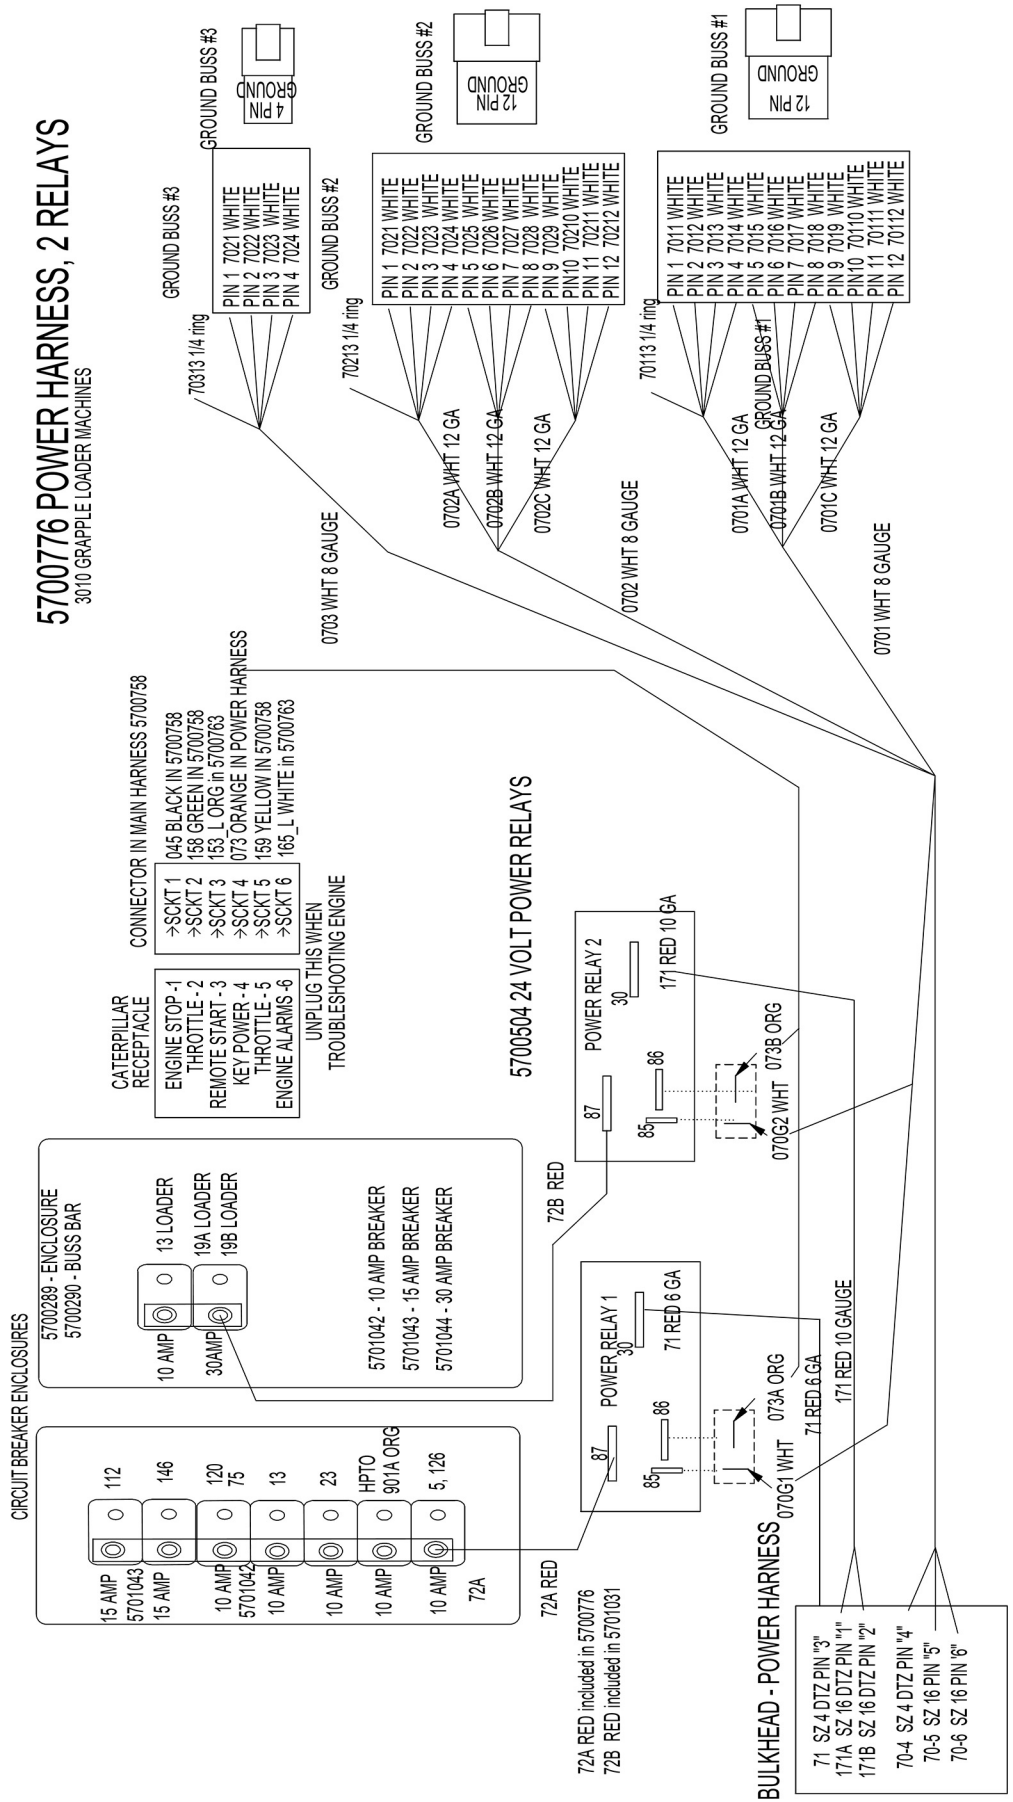 5700776 POWER HARNESS, 2 RELAYS
3010 GRAPPLE LOADER MACHINES
CIRCUIT BREAKER ENCLOSURES
5700289 - ENCLOSURE
5700290 - BUSS BAR
10 AMP
13 LOADER
30AMP
19A LOADER
19B LOADER
5701042 - 10 AMP BREAKER
5701043 - 15 AMP BREAKER
5701044 - 30 AMP BREAKER
15 AMP
5701043
112
15 AMP
146
10 AMP
5701042
120
75
10 AMP
13
10 AMP
23
10 AMP
HPTO
901A ORG
10 AMP
5, 126
72A
72A RED
72A RED included in 5700776
72B  RED included in 5701031
CATERPILLAR
RECEPTACLE
ENGINE STOP -1
THROTTLE - 2
REMOTE START - 3
KEY POWER - 4
THROTTLE - 5
ENGINE ALARMS -6
CONNECTOR IN MAIN HARNESS 5700758
->SCKT 1 045 BLACK IN 5700758
->SCKT 2 158 GREEN IN 5700758
->SCKT 3 153_L ORG in 5700763
->SCKT 4 073 ORANGE IN POWER HARNESS
->SCKT 5 159 YELLOW IN 5700758
->SCKT 6 165_L WHITE in 5700763
UNPLUG THIS WHEN
TROUBLESHOOTING ENGINE
5700504 24 VOLT POWER RELAYS
72B  RED
POWER RELAY 2
87
30
85
86
171 RED 10 GA
070G2 WHT
073B ORG
POWER RELAY 1
87
30
85
86
71 RED 6 GA
070G1 WHT
073A ORG
71 RED 6 GA
171 RED 10 GAUGE
BULKHEAD - POWER HARNESS
71  SZ 4 DTZ PIN "3"
171A  SZ 16 DTZ PIN "1"
171B  SZ 16 DTZ PIN "2"
70-4  SZ 4 DTZ PIN "4"
70-5  SZ 16 PIN "5"
70-6  SZ 16 PIN '6"
GROUND BUSS #3
GROUND BUSS #3
4 PIN
GROUND
PIN 1  7021 WHITE
PIN 2  7022 WHITE
PIN 3  7023  WHITE
PIN 4  7024 WHITE
70313 1/4 ring
0703 WHT 8 GAUGE
GROUND BUSS #2
GROUND BUSS #2
12 PIN
GROUND
PIN 1  7021 WHITE
PIN 2  7022 WHITE
PIN 3  7023  WHITE
PIN 4  7024 WHITE
PIN 5  7025  WHITE
PIN 6  7026 WHITE
PIN 7  7027 WHITE
PIN 8  7028  WHITE
PIN 9  7029  WHITE
PIN10  70210 WHITE
PIN 11  70211 WHITE
PIN 12  70212 WHITE
70213 1/4 ring
0702A WHT 12 GA
0702B WHT 12 GA
0702C WHT 12 GA
0702 WHT 8 GAUGE
GROUND BUSS #1
12 PIN
GROUND
PIN 1  7011 WHITE
PIN 2  7012 WHITE
PIN 3  7013  WHITE
PIN 4  7014 WHITE
PIN 5  7015  WHITE
PIN 6  7016 WHITE
PIN 7  7017 WHITE
PIN 8  7018  WHITE
PIN 9  7019  WHITE
PIN10  70110 WHITE
PIN 11  70111 WHITE
PIN 12  70112 WHITE
70113 1/4 ring
GROUND BUSS #1
0701A WHT 12 GA
0701B WHT 12 GA
0701C WHT 12 GA
0701 WHT 8 GAUGE